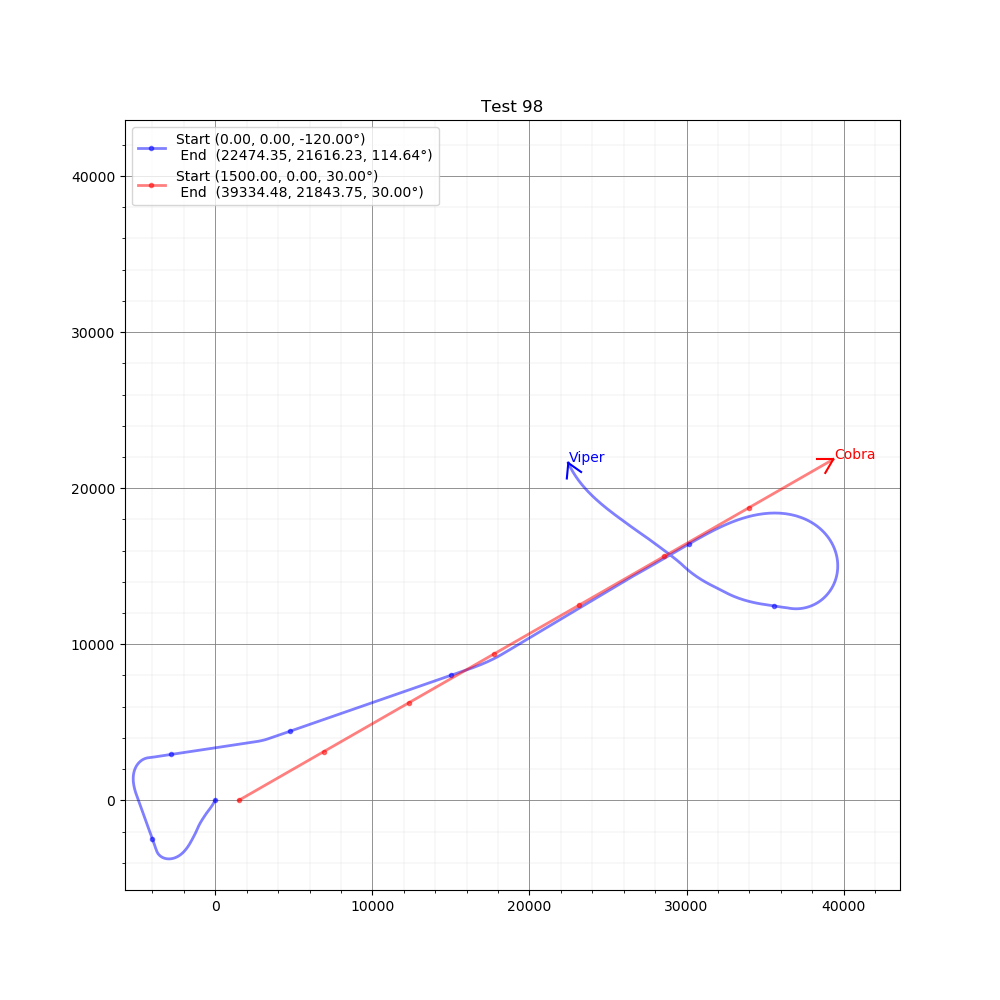 Test 98
Start (0.00, 0.00, -120.00°)
End  (22474.35, 21616.23, 114.64°)
Start (1500.00, 0.00, 30.00°)
End  (39334.48, 21843.75, 30.00°)
40000
30000
20000
10000
0
Viper
Cobra
0
10000
20000
30000
40000